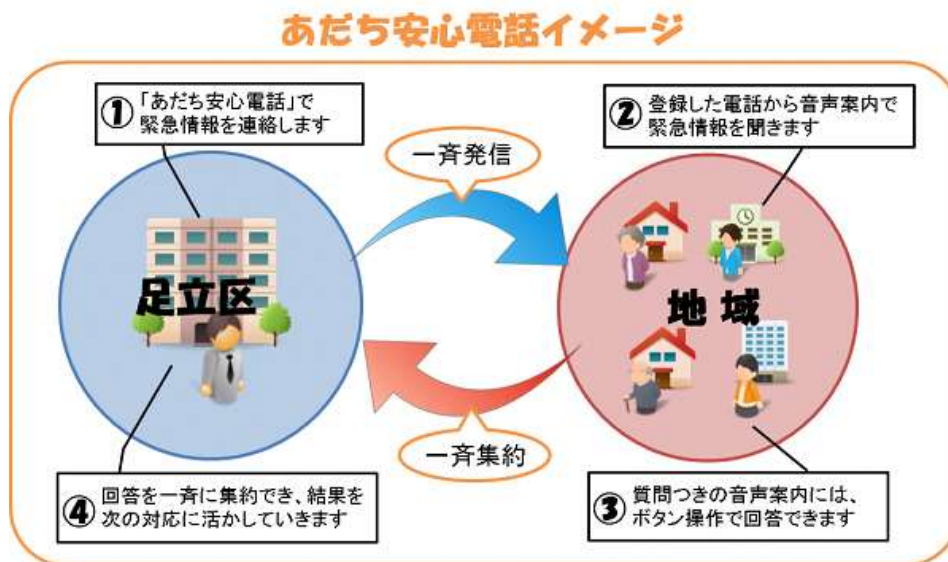 あだち安心電話イメージ
① 「あだち安心電話」で
緊急情報を連絡します
② 登録した電話から音声案内で
緊急情報を聞きます
一斉発信
足立区
地域
一斉集約
④ 回答を一斉に集約でき、結果を
次の対応に活かしていきます
③ 質問つきの音声案内には、
ボタン操作で回答できます